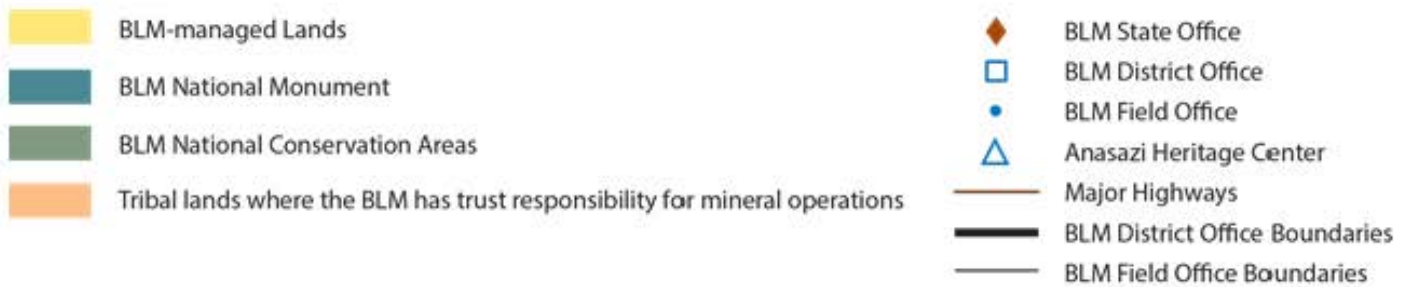 BLM-managed Lands
BLM National Monument
BLM National Conservation Areas
Tribal lands where the BLM has trust responsibility for mineral operations
BLM State Office
BLM District Office
BLM Field Office
Anasazi Heritage Center
Major Highways
BLM District Office Boundaries
BLM Field Office Boundaries